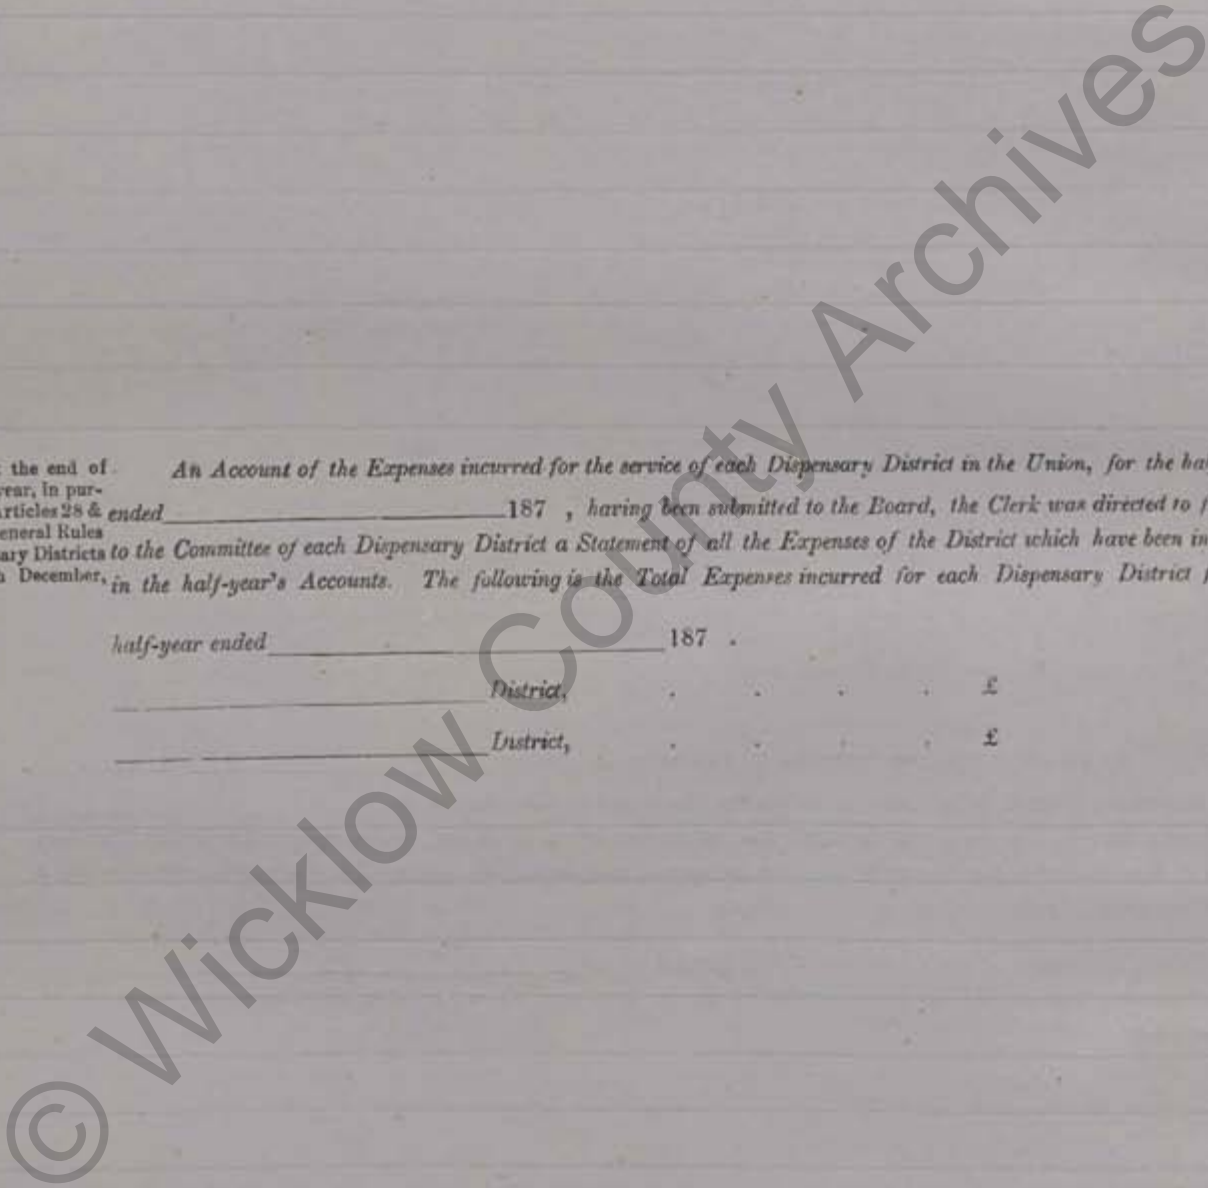 the end of
year, in pur-
rticles 28 &
eneral Rules
ary Districts
December,
An Account of the Expenses incurred for the service of each Dispensary District in the Union, for the ha
ended 187 , having been submitted to the Board, the Clerk was directed to f
to the Committee of each Dispensary District a Statement of all the Expenses of the District which have been in
in the half-year's Accounts. The following is the Total Expenses incurred for each Dispensary District
half-year ended 187 .
District, . . . . £
District, . . . . £
© Wicklow County Archives